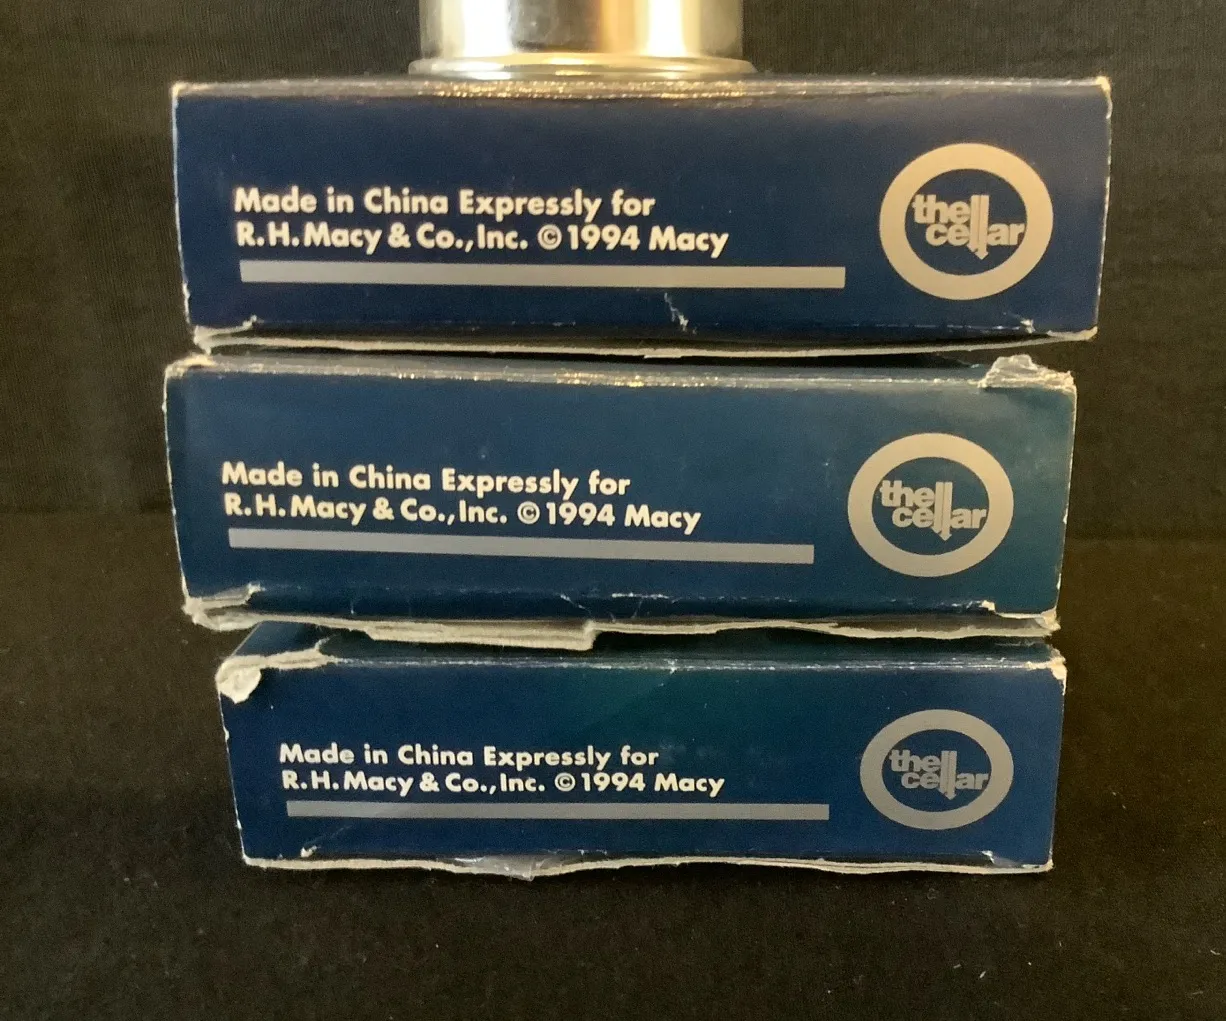 Made in China Expressly for
R.H. Macy & Co., Inc. © 1994 Macy
the
cellar
Made in China Expressly for
R.H. Macy & Co., Inc. © 1994 Macy
the
cellar
Made in China Expressly for
R.H. Macy & Co., Inc. © 1994 Macy
the
cellar